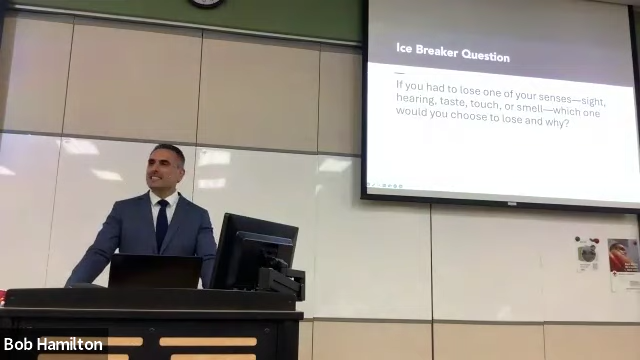 Ice Breaker Question
If you had to lose one of your senses—sight,
hearing, taste, touch, or smell—which one
would you choose to lose and why?
Bob Hamilton